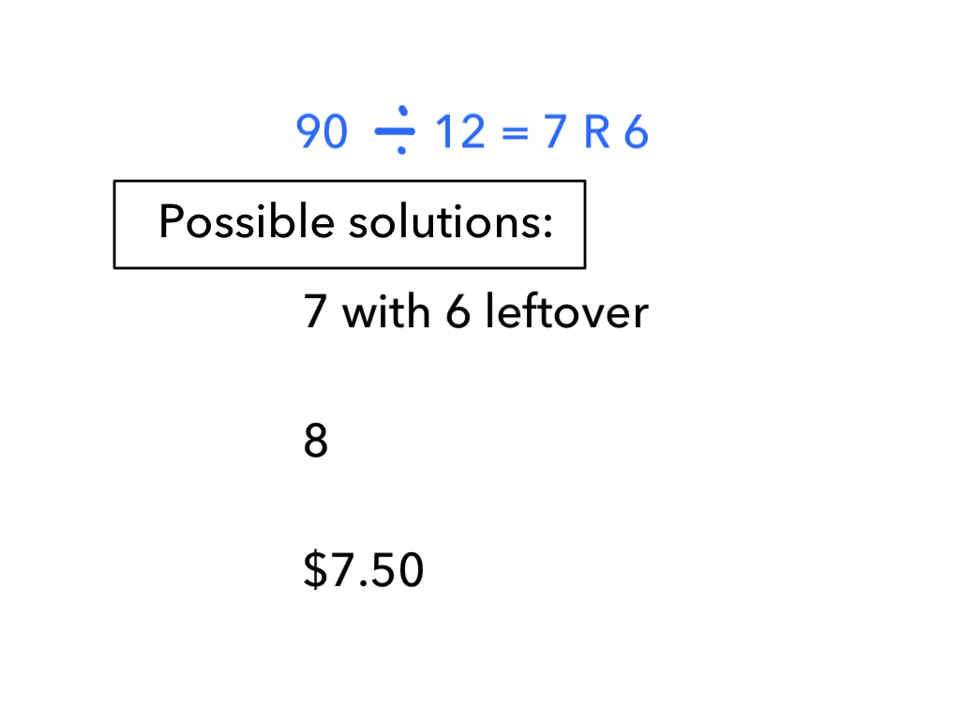 90 ÷ 12 = 7 R 6
Possible solutions:
7 with 6 leftover
8
$7.50